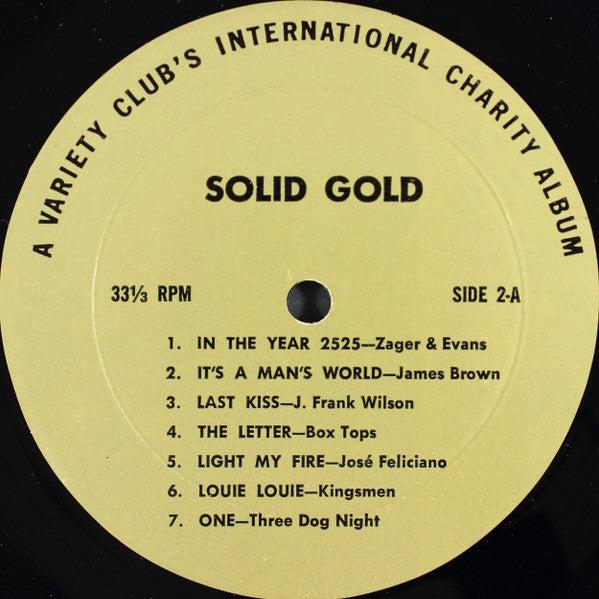 A VARIETY CLUB'S INTERNATIONAL CHARITY ALBUM
SOLID GOLD
33⅓ RPM
SIDE 2-A
1. IN THE YEAR 2525—Zager & Evans
2. IT'S A MAN'S WORLD—James Brown
3. LAST KISS—J. Frank Wilson
4. THE LETTER—Box Tops
5. LIGHT MY FIRE—José Feliciano
6. LOUIE LOUIE—Kingsmen
7. ONE—Three Dog Night